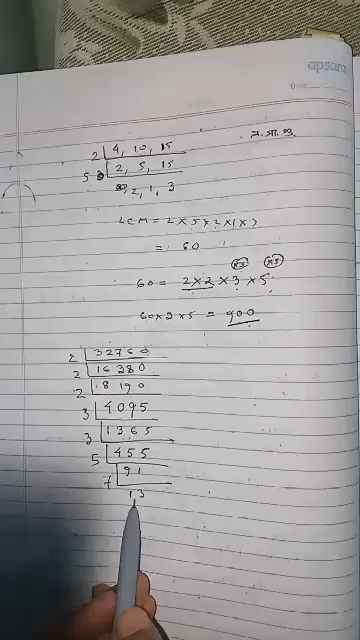 apsara
2 | 4, 10, 15
5 | 2, 5, 15
2, 1, 3
LCM = 2 × 5 × 2 × 1 × 3
= 60
(×3) (×5)
60 = 2 × 2 × 3 × 5
60 × 3 × 5 = 900
2 | 32760
2 | 16380
2 | 8190
3 | 4095
3 | 1365
5 | 455
7 | 91
13